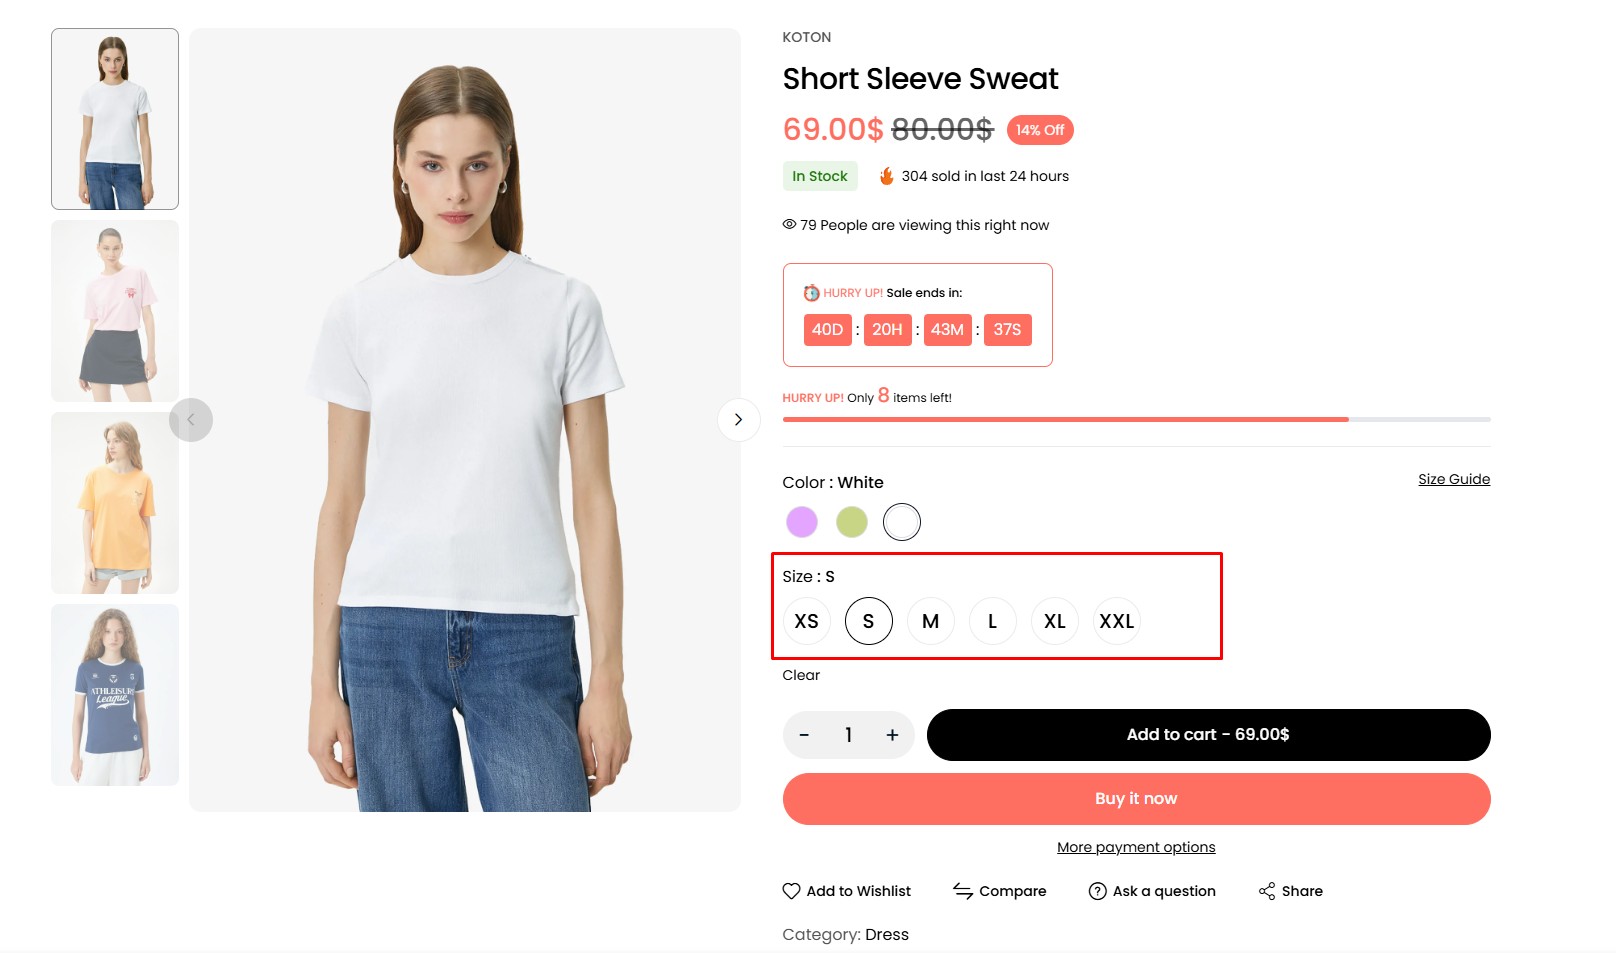 KOTON
Short Sleeve Sweat
69.00$ 80.00$ 14% Off
In Stock 304 sold in last 24 hours
79 People are viewing this right now
HURRY UP! Sale ends in:
40D : 20H : 43M : 37S
HURRY UP! Only 8 items left!
Color : White
Size Guide
Size : S
XS S M L XL XXL
Clear
- 1 + Add to cart - 69.00$
Buy it now
More payment options
Add to Wishlist Compare Ask a question Share
Category: Dress
ATHLEISURE
League